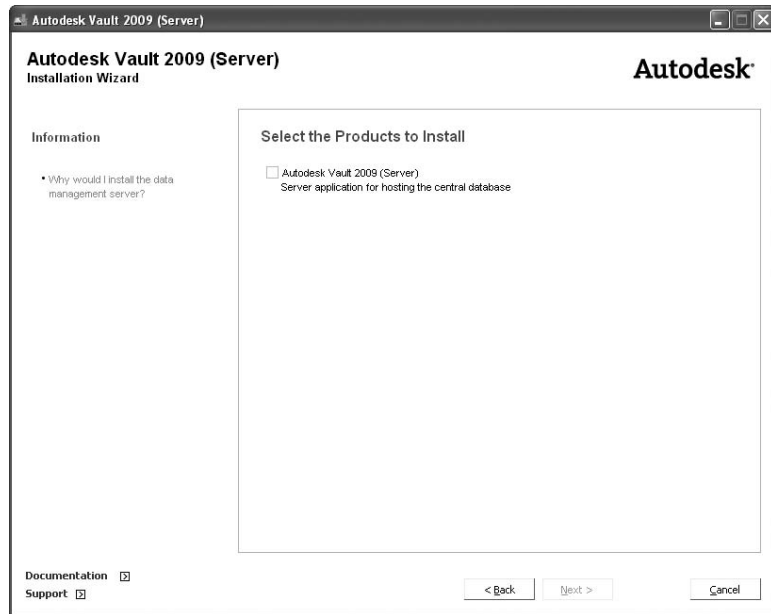 Autodesk Vault 2009 (Server)
Autodesk Vault 2009 (Server)
Installation Wizard
Autodesk
Information
• Why would I install the data
management server?
Select the Products to Install
Autodesk Vault 2009 (Server)
Server application for hosting the central database
Documentation
Support
< Back
Next >
Cancel